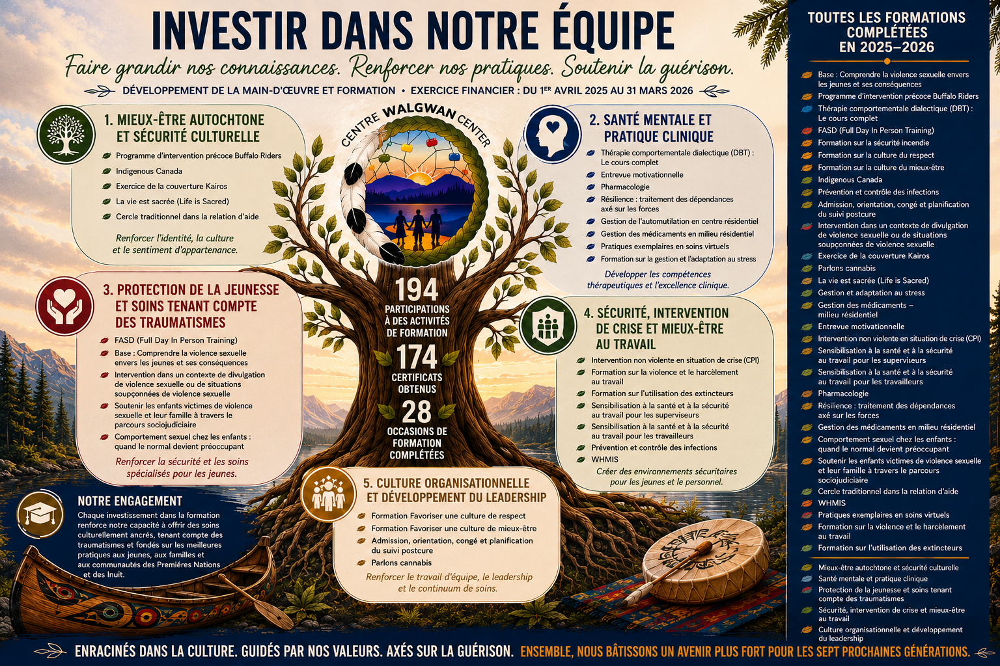 INVESTIR DANS NOTRE ÉQUIPE
Faire grandir nos connaissances. Renforcer nos pratiques. Soutenir la guérison.
DÉVELOPPEMENT DE LA MAIN-D'ŒUVRE ET FORMATION • EXERCICE FINANCIER : DU 1ER AVRIL 2025 AU 31 MARS 2026
1. MIEUX-ÊTRE AUTOCHTONE
ET SÉCURITÉ CULTURELLE
Programme d'intervention précoce Buffalo Riders
Indigenous Canada
Exercice de la couverture Kairos
La vie est sacrée (Life is Sacred)
Cercle traditionnel dans la relation d'aide
Renforcer l'identité, la culture
et le sentiment d'appartenance.
CENTRE WALGWAN CENTER
2. SANTÉ MENTALE ET
PRATIQUE CLINIQUE
Thérapie comportementale dialectique (DBT) :
Le cours complet
Entrevue motivationnelle
Pharmacologie
Résilience : traitement des dépendances
axé sur les forces
Gestion de l'automutilation en centre résidentiel
Gestion des médicaments en milieu résidentiel
Pratiques exemplaires en soins virtuels
Formation sur la gestion et l'adaptation au stress
Développer les compétences
thérapeutiques et l'excellence clinique.
3. PROTECTION DE LA JEUNESSE
ET SOINS TENANT COMPTE
DES TRAUMATISMES
FASD (Full Day In Person Training)
Base : Comprendre la violence sexuelle
envers les jeunes et ses conséquences
Intervention dans un contexte de divulgation
de violence sexuelle ou de situations
soupçonnées de violence sexuelle
Soutenir les enfants victimes de violence
sexuelle et leur famille à travers le
parcours sociojudiciaire
Comportement sexuel chez les enfants :
quand le normal devient préoccupant
Renforcer la sécurité et les soins
spécialisés pour les jeunes.
194
PARTICIPATIONS
À DES ACTIVITÉS
DE FORMATION
174
CERTIFICATS
OBTENUS
28
OCCASIONS DE
FORMATION
COMPLÉTÉES
4. SÉCURITÉ, INTERVENTION
DE CRISE ET MIEUX-ÊTRE
AU TRAVAIL
Intervention non violente en situation de crise (CPI)
Formation sur la violence et le harcèlement
au travail
Formation sur l'utilisation des extincteurs
Sensibilisation à la santé et à la sécurité
au travail pour les superviseurs
Sensibilisation à la santé et à la sécurité
au travail pour les travailleurs
Prévention et contrôle des infections
WHMIS
Créer des environnements sécuritaires
pour les jeunes et le personnel.
5. CULTURE ORGANISATIONNELLE
ET DÉVELOPPEMENT DU LEADERSHIP
Formation Favoriser une culture de respect
Formation Favoriser une culture de mieux-être
Admission, orientation, congé et planification
du suivi postcure
Parlons cannabis
Renforcer le travail d'équipe, le leadership
et le continuum de soins.
NOTRE ENGAGEMENT
Chaque investissement dans la formation
renforce notre capacité à offrir des soins
culturellement ancrés, tenant compte des
traumatismes et fondés sur les meilleures
pratiques aux jeunes, aux familles et
aux communautés des Premiéres Nations
et des Inuit.
TOUTES LES FORMATIONS
COMPLÉTÉES
EN 2025–2026
Base : Comprendre la violence sexuelle envers
les jeunes et ses conséquences
Programme d'intervention précoce Buffalo Riders
Thérapie comportementale dialectique (DBT) :
Le cours complet
FASD (Full Day In Person Training)
Formation sur la sécurité incendie
Formation sur la culture du respect
Formation sur la culture du mieux-être
Indigenous Canada
Prévention et contrôle des infections
Admission, orientation, congé et planification
du suivi postcure
Intervention dans un contexte de divulgation
de violence sexuelle ou de situations
soupçonnées de violence sexuelle
Exercice de la couverture Kairos
Parlons cannabis
La vie est sacrée (Life is Sacred)
Gestion et adaptation au stress
Gestion des médicaments –
milieu résidentiel
Entrevue motivationnelle
Intervention non violente en situation de crise (CPI)
Sensibilisation à la santé et à la sécurité
au travail pour les superviseurs
Sensibilisation à la santé et à la sécurité
au travail pour les travailleurs
Pharmacologie
Résilience : traitement des dépendances
axé sur les forces
Gestion des médicaments en milieu résidentiel
Comportement sexuel chez les enfants :
quand le normal devient préoccupant
Soutenir les enfants victimes de violence sexuelle
et leur famille à travers le parcours
sociojudiciaire
Cercle traditionnel dans la relation d'aide
WHMIS
Pratiques exemplaires en soins virtuels
Formation sur la violence et le harcèlement
au travail
Formation sur l'utilisation des extincteurs
Mieux-être autochtone et sécurité culturelle
Santé mentale et pratique clinique
Protection de la jeunesse et soins tenant
compte des traumatismes
Sécurité, intervention de crise et mieux-être
au travail
Culture organisationnelle et développement
du leadership
ENRACINÉS DANS LA CULTURE. GUIDÉS PAR NOS VALEURS. AXÉS SUR LA GUÉRISON. ENSEMBLE, NOUS BÂTISSONS UN AVENIR PLUS FORT POUR LES SEPT PROCHAINES GÉNÉRATIONS.